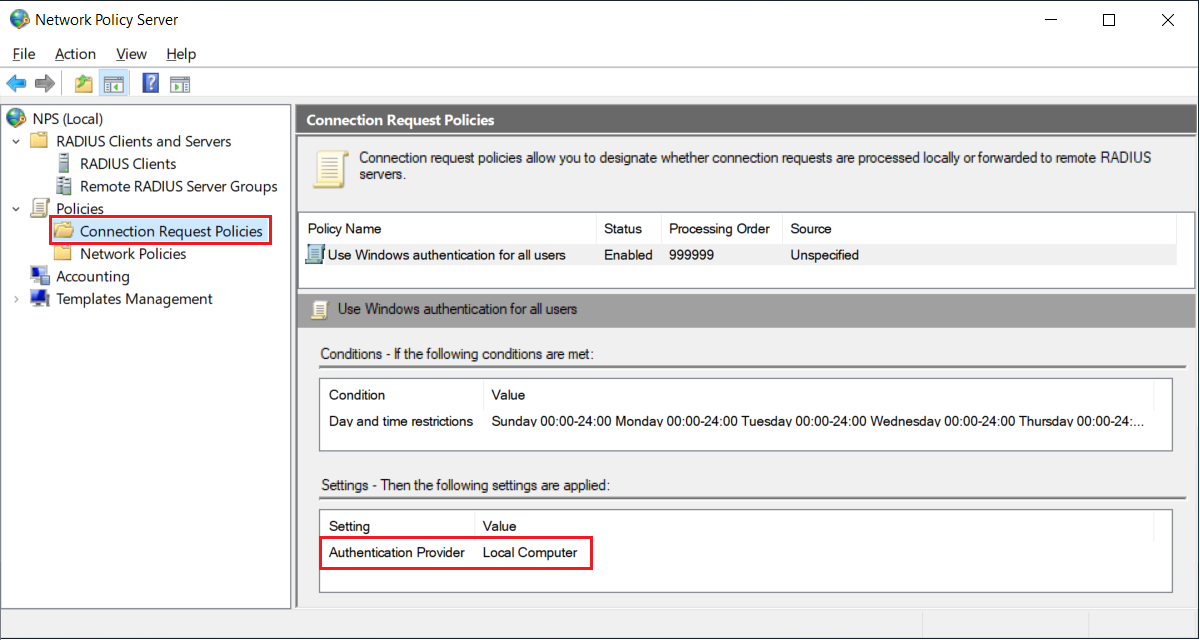 Network Policy Server
File Action View Help
NPS (Local)
RADIUS Clients and Servers
RADIUS Clients
Remote RADIUS Server Groups
Policies
Connection Request Policies
Network Policies
Accounting
Templates Management
Connection Request Policies
Connection request policies allow you to designate whether connection requests are processed locally or forwarded to remote RADIUS
servers.
Policy Name Status Processing Order Source
Use Windows authentication for all users Enabled 999999 Unspecified
Use Windows authentication for all users
Conditions - If the following conditions are met:
Condition Value
Day and time restrictions Sunday 00:00-24:00 Monday 00:00-24:00 Tuesday 00:00-24:00 Wednesday 00:00-24:00 Thursday 00:00-24:...
Settings - Then the following settings are applied:
Setting Value
Authentication Provider Local Computer